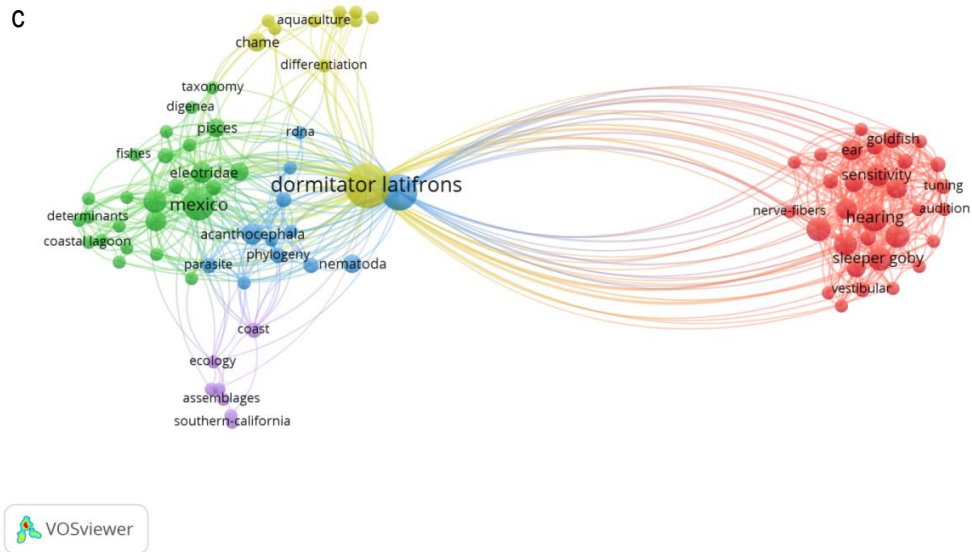 c
aquaculture
chame
differentiation
taxonomy
digenea
pisces
rdna
fishes
eleotridae
dormitator latifrons
mexico
determinants
acanthocephala
coastal lagoon
phylogeny
parasite
nematoda
coast
ecology
assemblages
southern-california
goldfish
ear
sensitivity
tuning
nerve-fibers
audition
hearing
sleeper goby
vestibular
VOSviewer